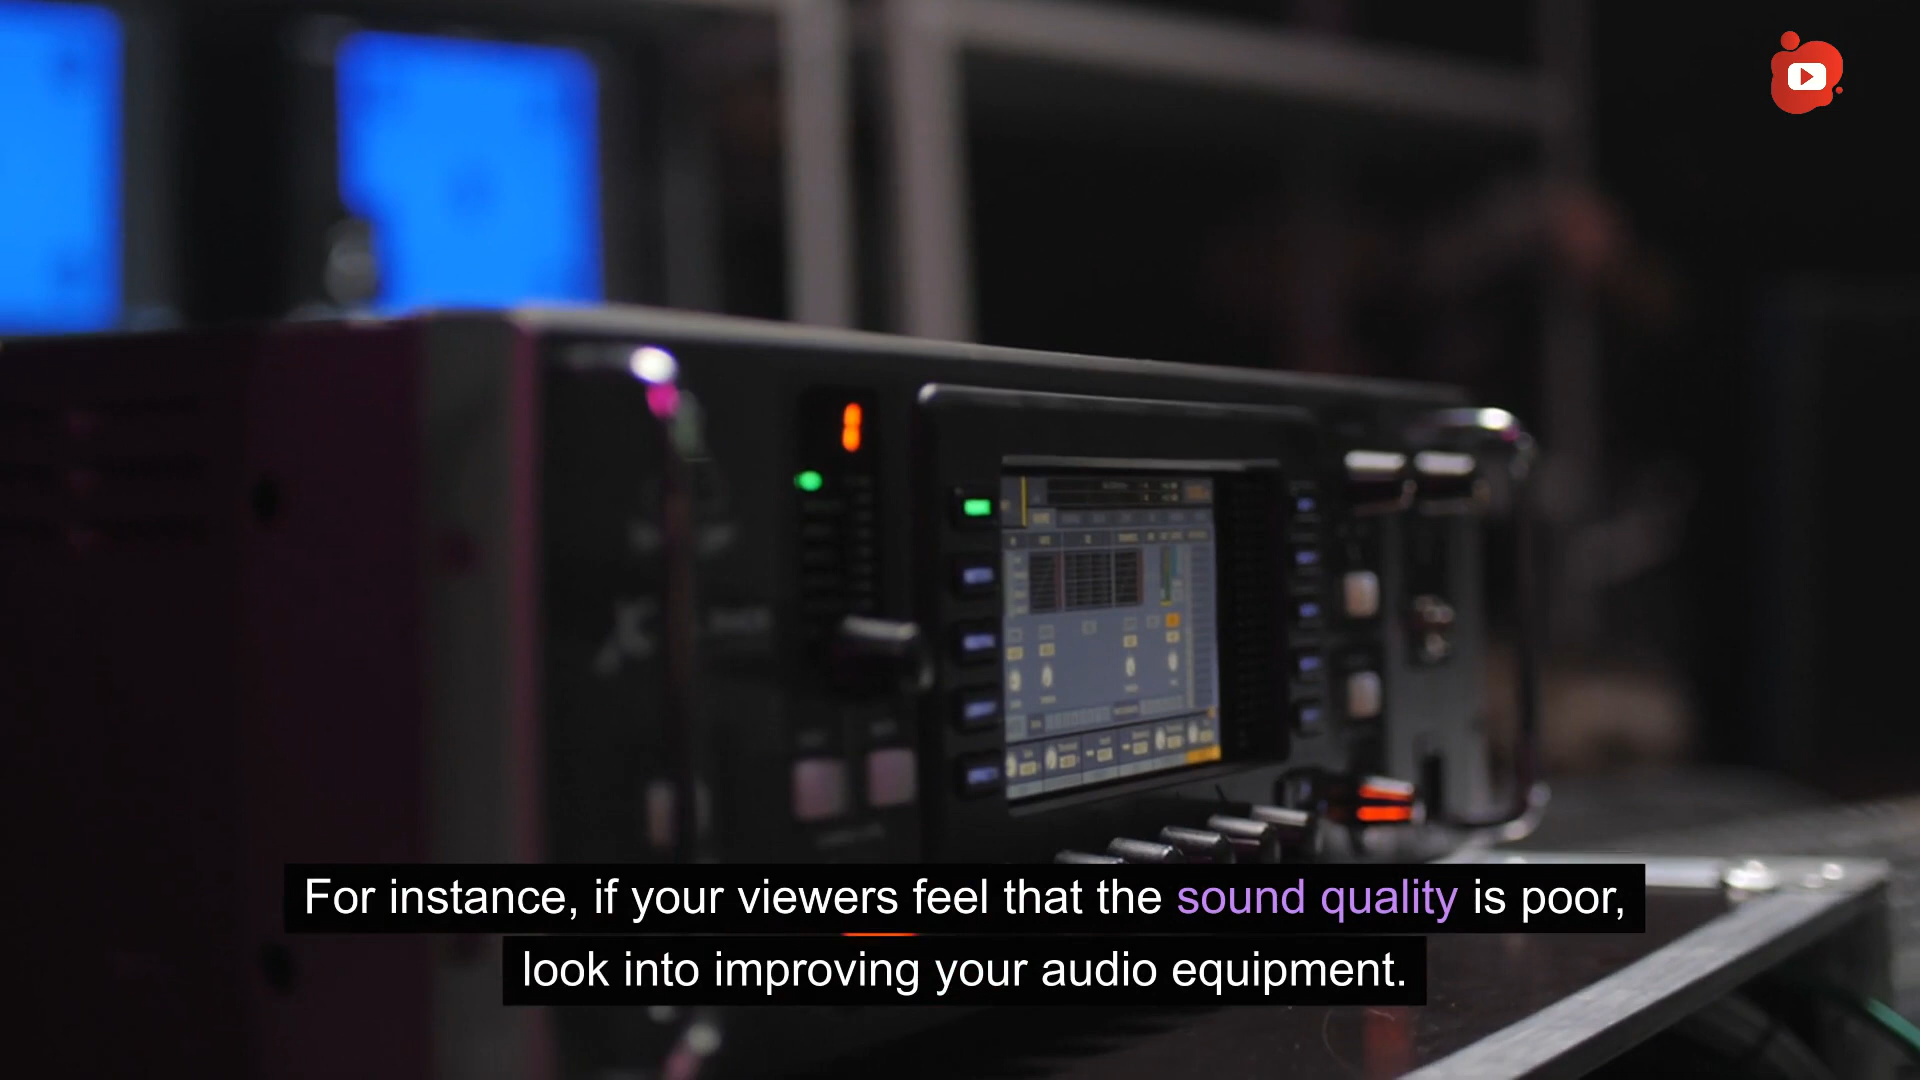 For instance, if your viewers feel that the sound quality is poor,
look into improving your audio equipment.